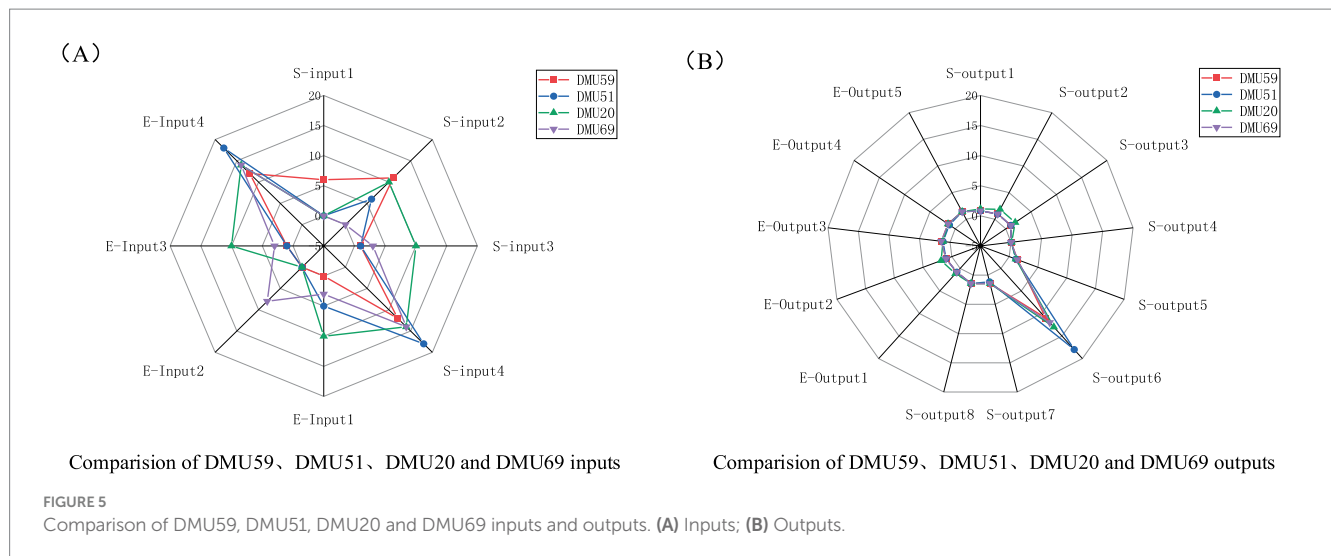 （A）
S-input1
S-input2
S-input3
S-input4
E-Input1
E-Input2
E-Input3
E-Input4
20
15
10
5
0
5
DMU59
DMU51
DMU20
DMU69
Comparision of DMU59、DMU51、DMU20 and DMU69 inputs
（B）
S-output1
S-output2
S-output3
S-output4
S-output5
S-output6
S-output7
S-output8
E-Output1
E-Output2
E-Output3
E-Output4
E-Output5
20
15
10
5
0
DMU59
DMU51
DMU20
DMU69
Comparision of DMU59、DMU51、DMU20 and DMU69 outputs
FIGURE 5
Comparison of DMU59, DMU51, DMU20 and DMU69 inputs and outputs. (A) Inputs; (B) Outputs.